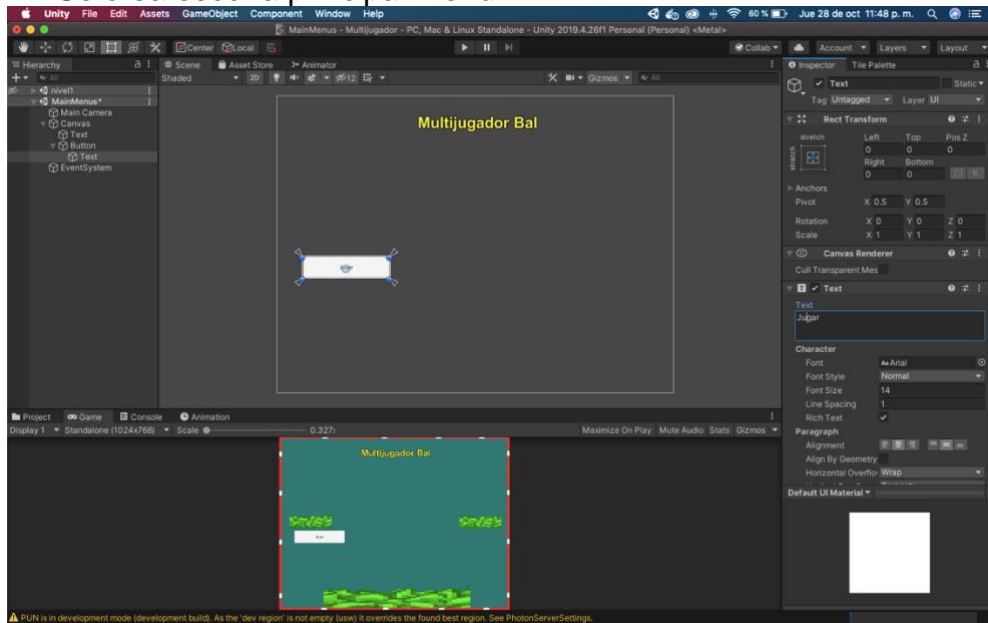 Unity File Edit Assets GameObject Component Window Help 60 % Jue 28 de oct 11:48 p. m.
MainMenus - Multijugador - PC, Mac & Linux Standalone - Unity 2019.4.26f1 Personal (Personal) <Metal>
Center Local Collab Account Layers Layout
Hierarchy Scene Asset Store Animator Inspector Tile Palette
All Shaded 2D 12 Gizmos All Text Static
nivel1 Tag Untagged Layer UI
MainMenus* Rect Transform
Main Camera
Canvas
Text
Button
Text
EventSystem
Multijugador Bal
stretch Left Top Pos Z
stretch 0 0 0
Right Bottom
0 0 R
Anchors
Pivot X 0.5 Y 0.5
Rotation X 0 Y 0 Z 0
Scale X 1 Y 1 Z 1
Canvas Renderer
Cull Transparent Mes
Text
Text
Jugar
Character
Font Arial
Font Style Normal
Font Size 14
Line Spacing 1
Rich Text
Paragraph
Alignment
Align By Geometry
Horizontal Overflo Wrap
Default UI Material
Project Game Console Animation
Display 1 Standalone (1024x768) Scale 0.327 Maximize On Play Mute Audio Stats Gizmos
Multijugador Bal
PUN is in development mode (development build). As the 'dev region' is not empty (usw) it overrides the found best region. See PhotonServerSettings.